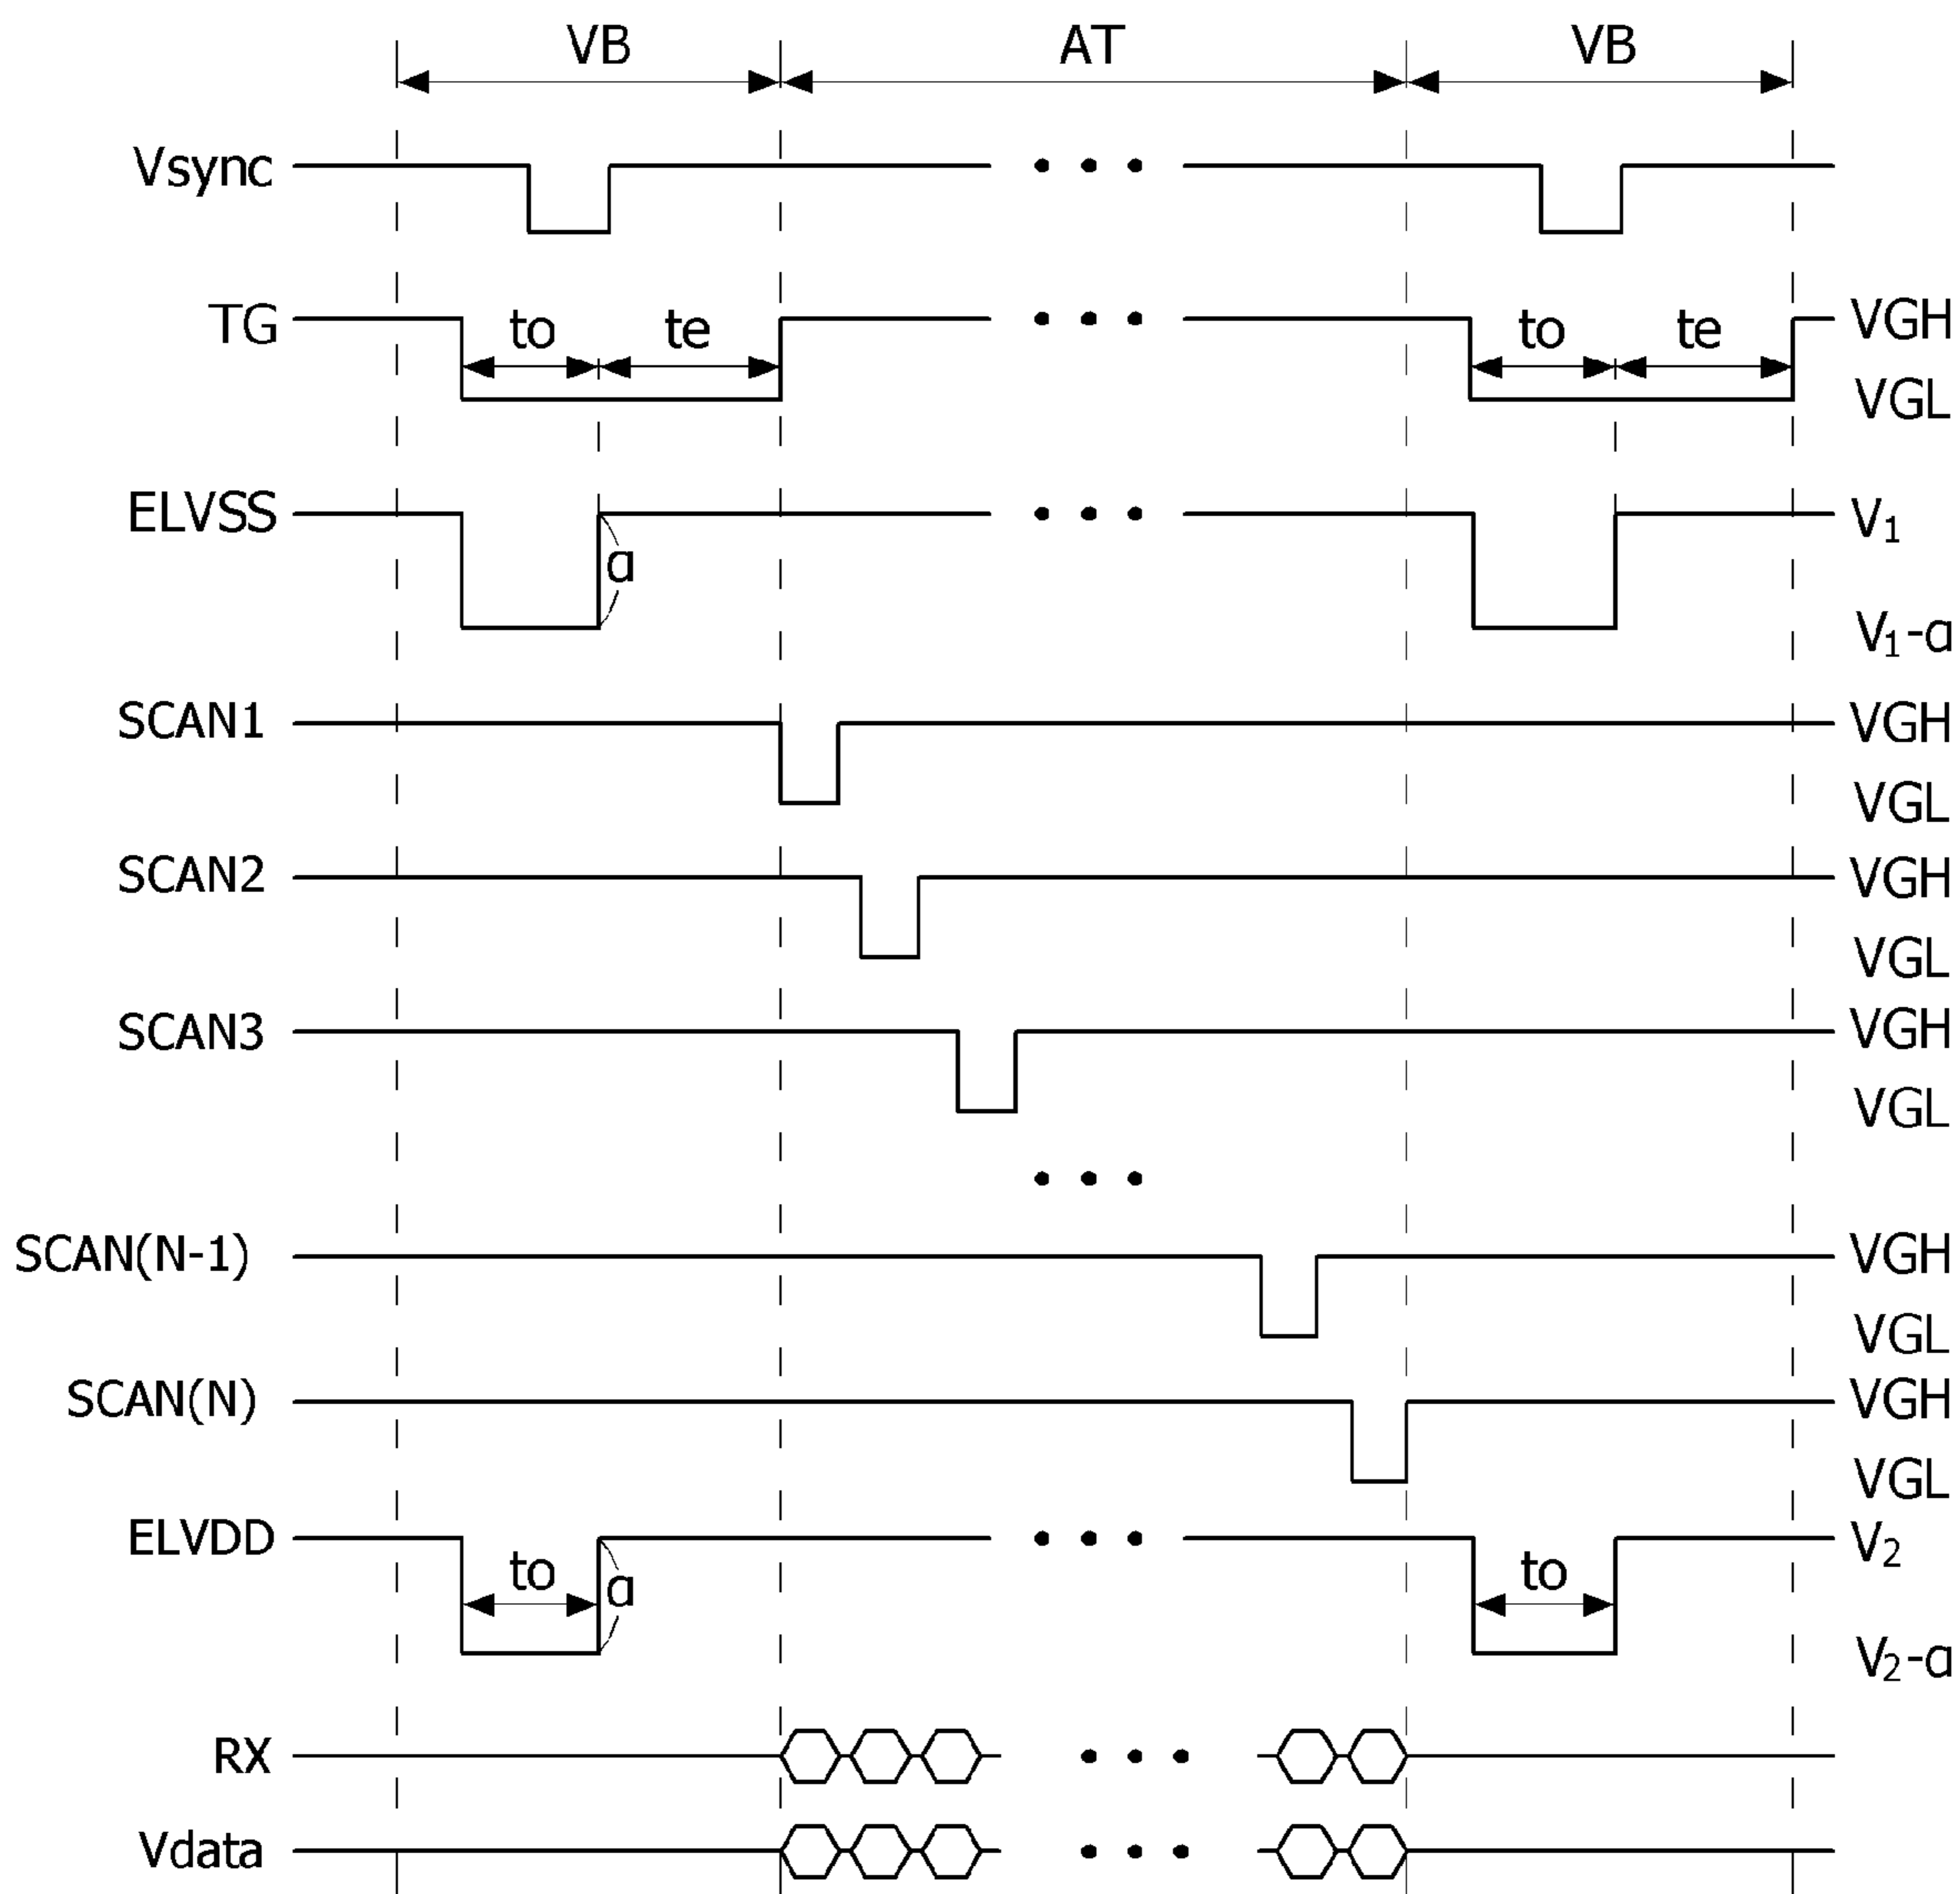 VB AT VB
Vsync
TG to te to te VGH
VGL
ELVSS a V₁
V₁-a
SCAN1 VGH
VGL
SCAN2 VGH
VGL
SCAN3 VGH
VGL
SCAN(N-1) VGH
VGL
SCAN(N) VGH
VGL
ELVDD to a to V₂
V₂-a
RX
Vdata